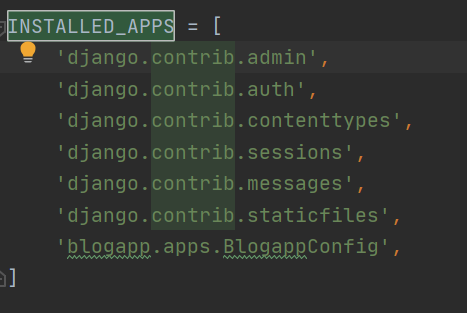 INSTALLED_APPS = [
    'django.contrib.admin',
    'django.contrib.auth',
    'django.contrib.contenttypes',
    'django.contrib.sessions',
    'django.contrib.messages',
    'django.contrib.staticfiles',
    'blogapp.apps.BlogappConfig',
]